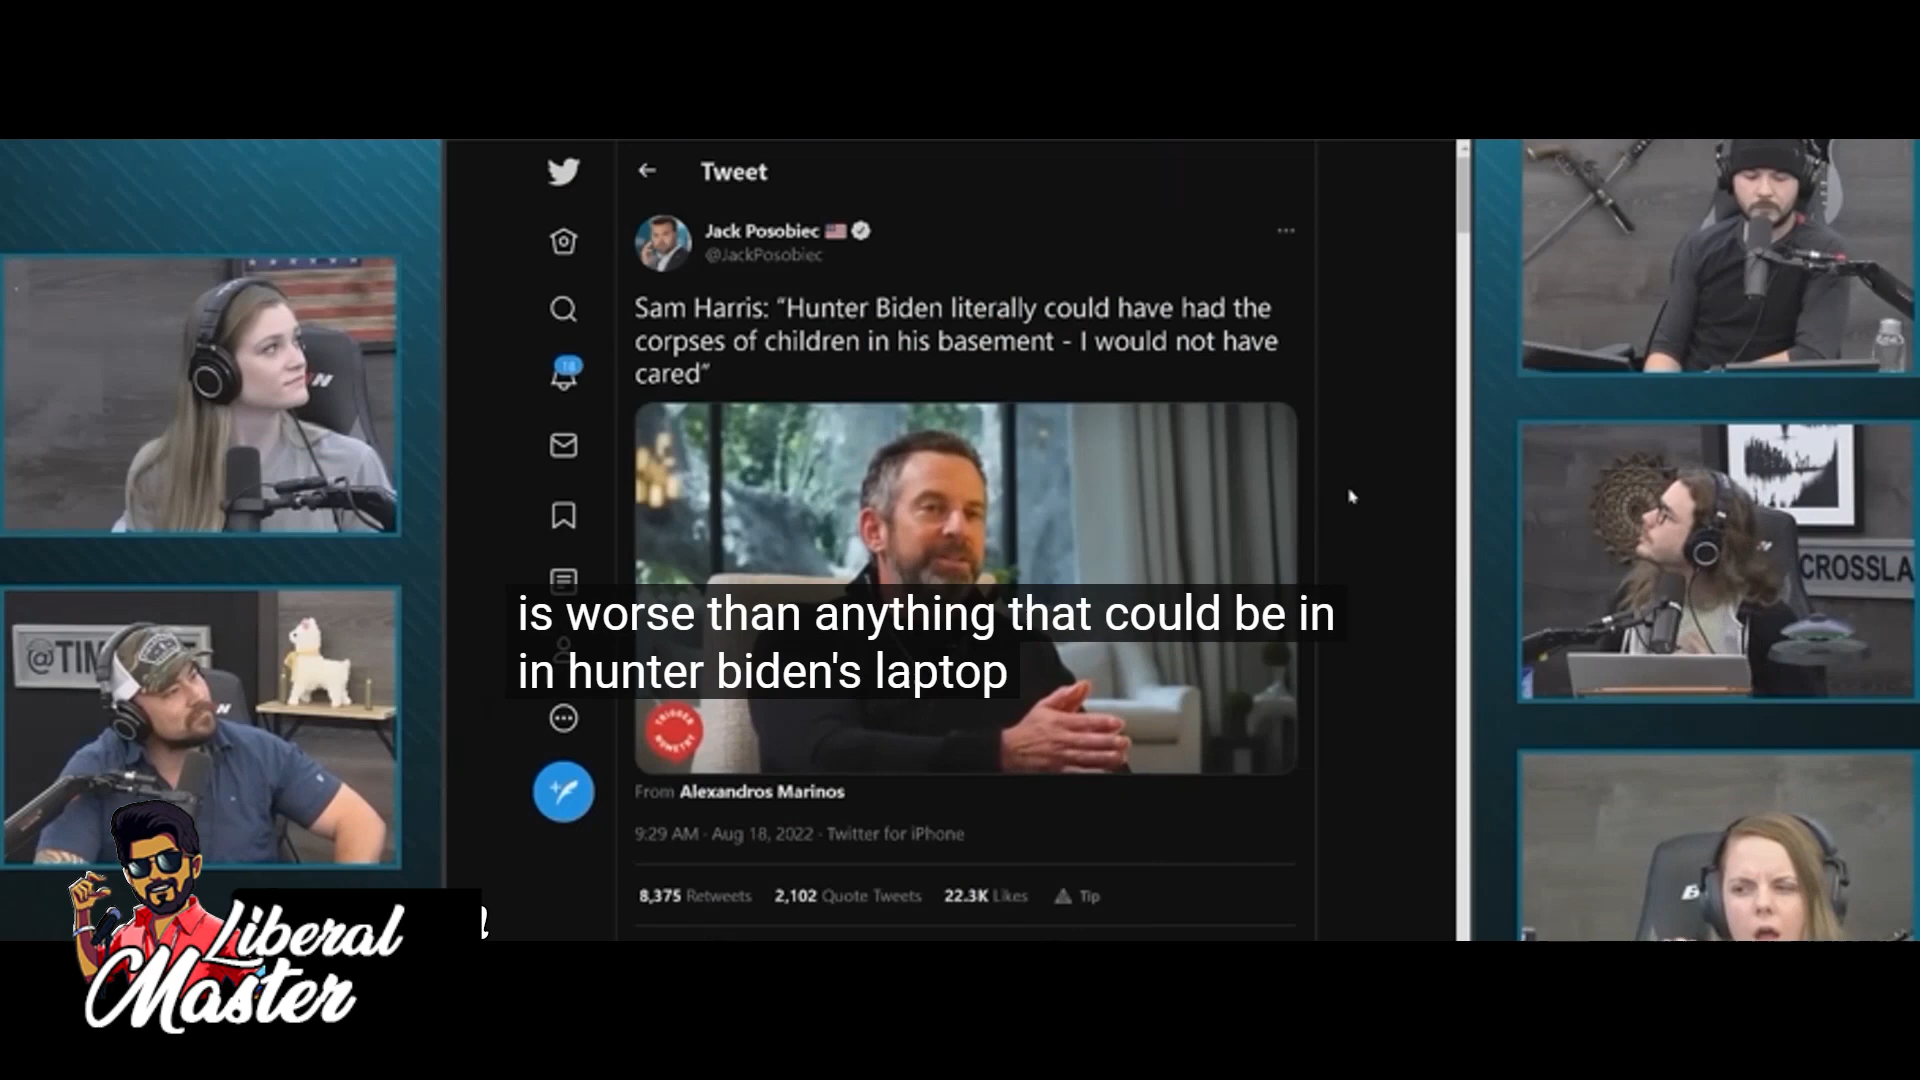 Tweet
Jack Posobiec
@JackPosobiec
Sam Harris: “Hunter Biden literally could have had the
corpses of children in his basement - I would not have
cared”
18
is worse than anything that could be in
in hunter biden's laptop
TRIGGER
From Alexandros Marinos
9:29 AM · Aug 18, 2022 · Twitter for iPhone
8,375 Retweets 2,102 Quote Tweets 22.3K Likes Tip
@TIM
CROSSLA
Liberal
Master